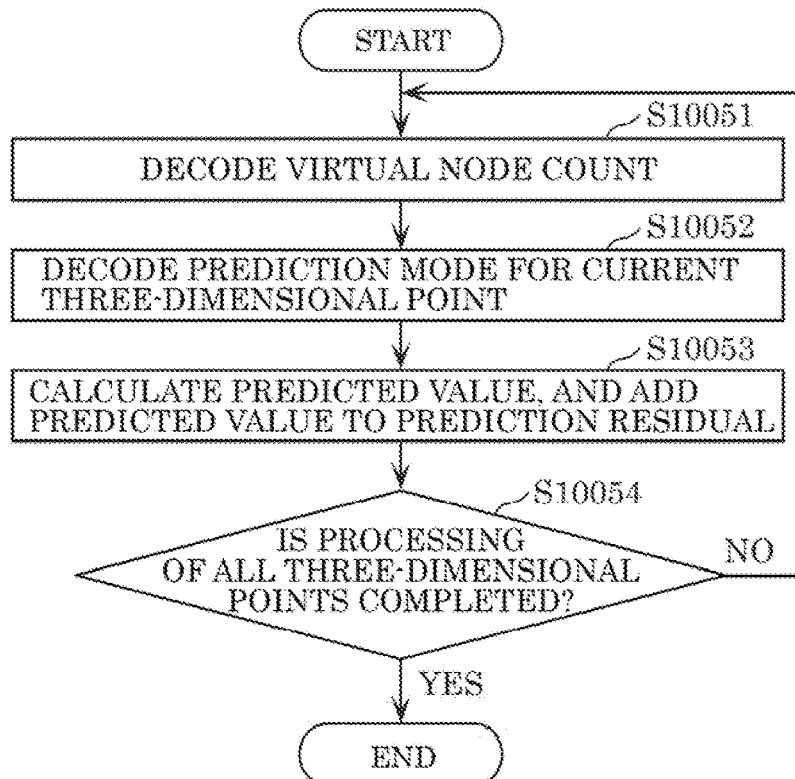 START
S10051
DECODE VIRTUAL NODE COUNT
S10052
DECODE PREDICTION MODE FOR CURRENT
THREE-DIMENSIONAL POINT
S10053
CALCULATE PREDICTED VALUE, AND ADD
PREDICTED VALUE TO PREDICTION RESIDUAL
S10054
IS PROCESSING
OF ALL THREE-DIMENSIONAL
POINTS COMPLETED?
NO
YES
END